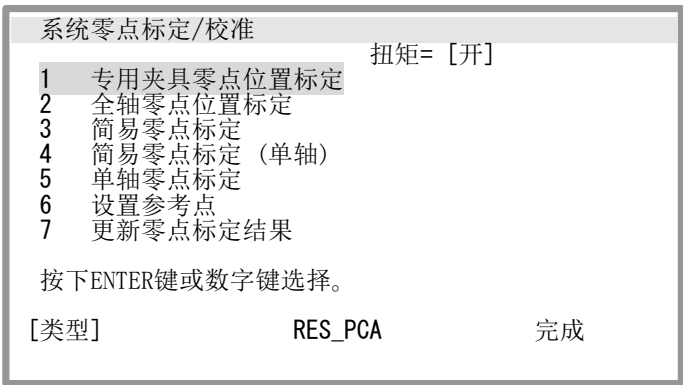 系统零点标定/校准
扭矩= [开]
1 专用夹具零点位置标定
2 全轴零点位置标定
3 简易零点标定
4 简易零点标定 (单轴)
5 单轴零点标定
6 设置参考点
7 更新零点标定结果
按下ENTER键或数字键选择。
[类型] RES_PCA 完成